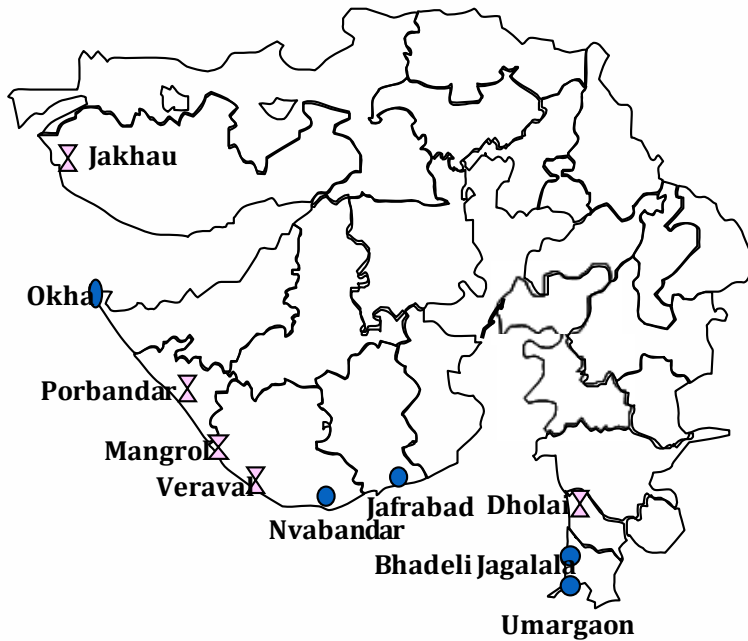 Jakhau
Okha
Porbandar
Mangrol
Veraval
Nvabandar
Jafrabad
Dholai
Bhadeli Jagalala
Umargaon